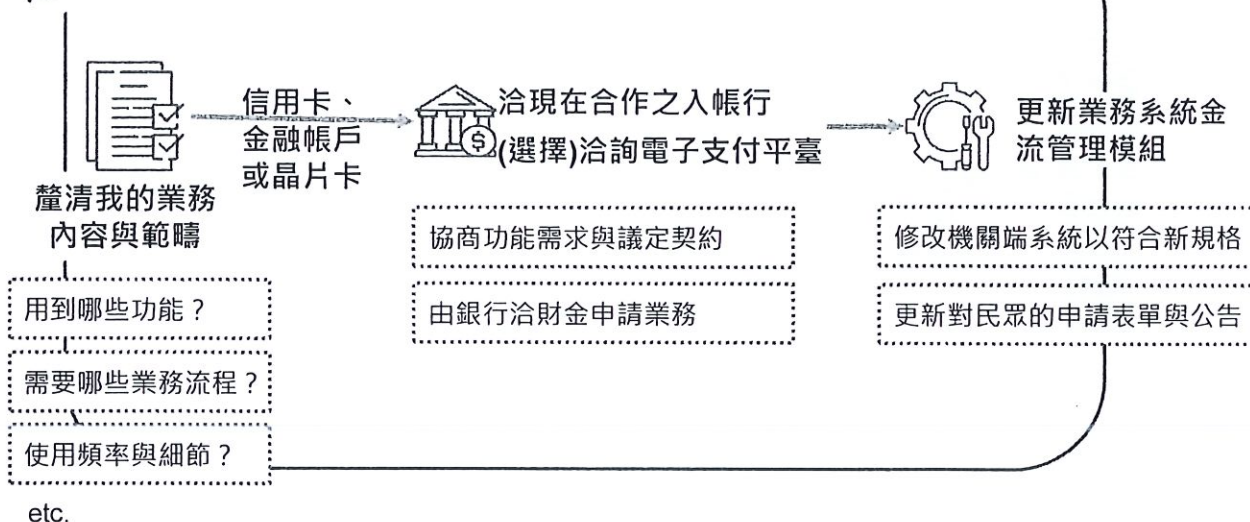 釐清我的業務
內容與範疇
用到哪些功能？
需要哪些業務流程？
使用頻率與細節？
etc.
信用卡、
金融帳戶
或晶片卡
洽現在合作之入帳行
(選擇)洽詢電子支付平臺
協商功能需求與議定契約
由銀行洽財金申請業務
更新業務系統金
流管理模組
修改機關端系統以符合新規格
更新對民眾的申請表單與公告